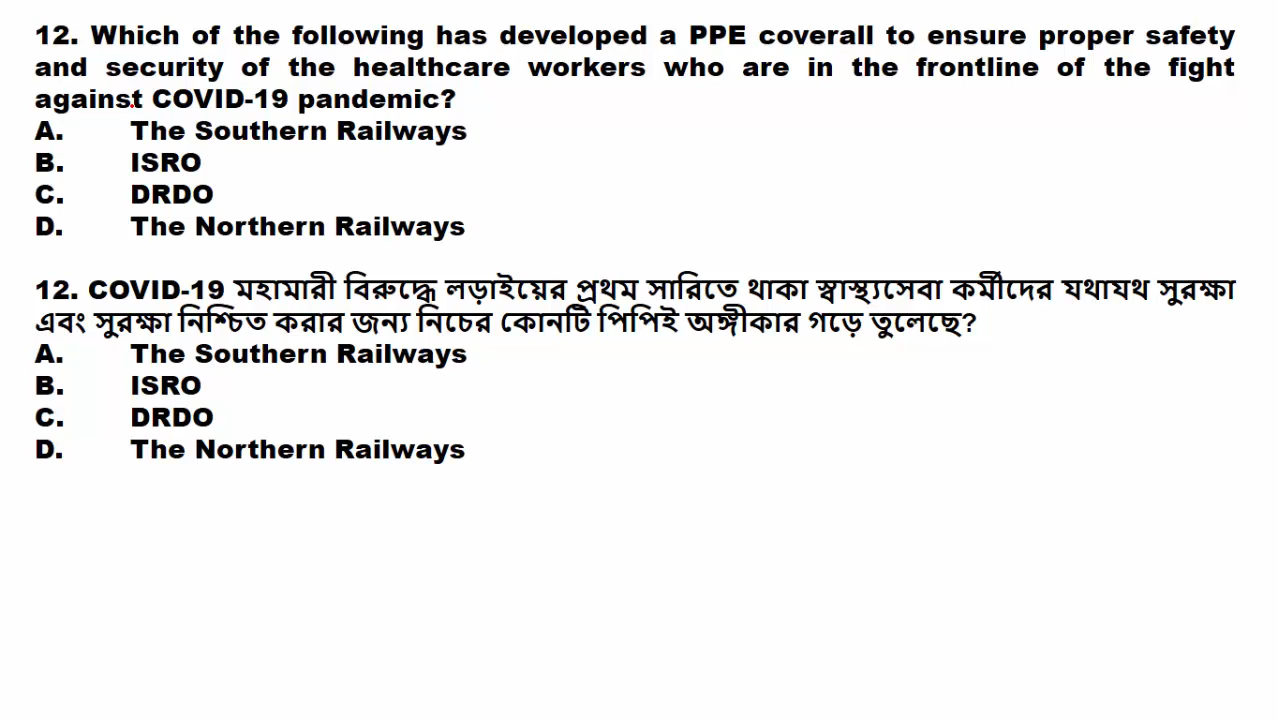 12. Which of the following has developed a PPE coverall to ensure proper safety
and security of the healthcare workers who are in the frontline of the fight
against COVID-19 pandemic?
A. The Southern Railways
B. ISRO
C. DRDO
D. The Northern Railways
12. COVID-19 মহামারী বিরুদ্ধে লড়াইয়ের প্রথম সারিতে থাকা স্বাস্থ্যসেবা কর্মীদের যথাযথ সুরক্ষা
এবং সুরক্ষা নিশ্চিত করার জন্য নিচের কোনটি পিপিই অঙ্গীকার গড়ে তুলেছে?
A. The Southern Railways
B. ISRO
C. DRDO
D. The Northern Railways